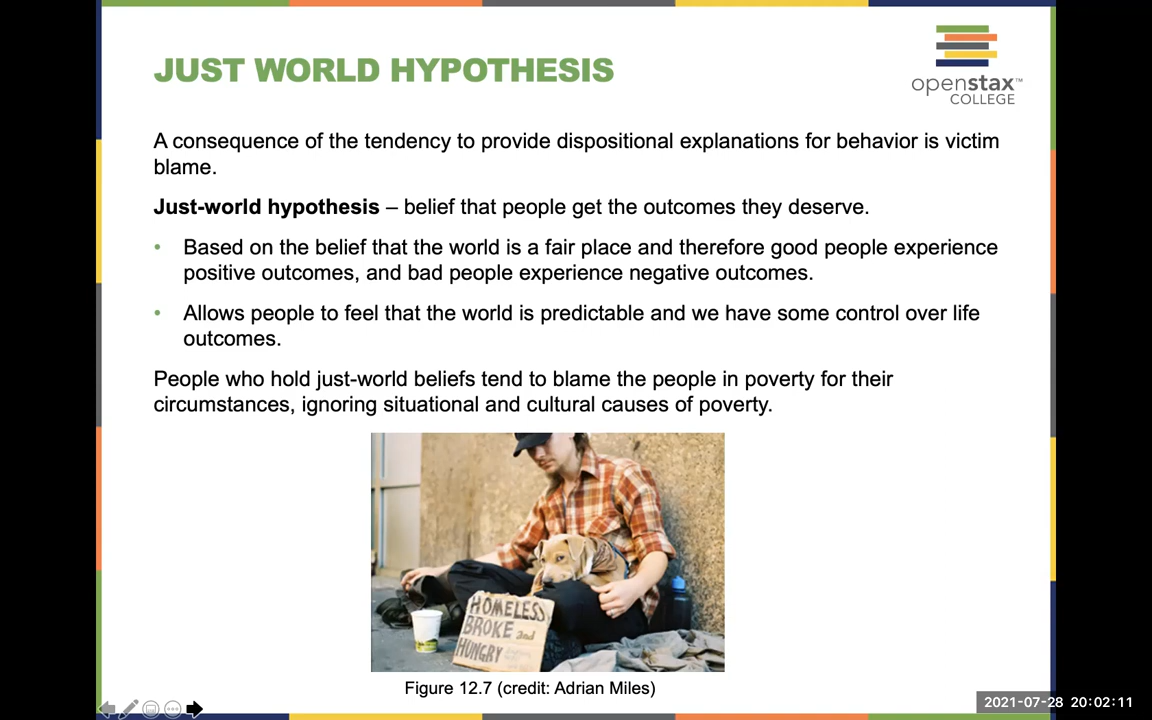 JUST WORLD HYPOTHESIS
openstax™
COLLEGE
A consequence of the tendency to provide dispositional explanations for behavior is victim
blame.
Just-world hypothesis – belief that people get the outcomes they deserve.
• Based on the belief that the world is a fair place and therefore good people experience
positive outcomes, and bad people experience negative outcomes.
• Allows people to feel that the world is predictable and we have some control over life
outcomes.
People who hold just-world beliefs tend to blame the people in poverty for their
circumstances, ignoring situational and cultural causes of poverty.
HOMELESS
BROKE and
HUNGRY
Figure 12.7 (credit: Adrian Miles)
2021-07-28 20:02:11